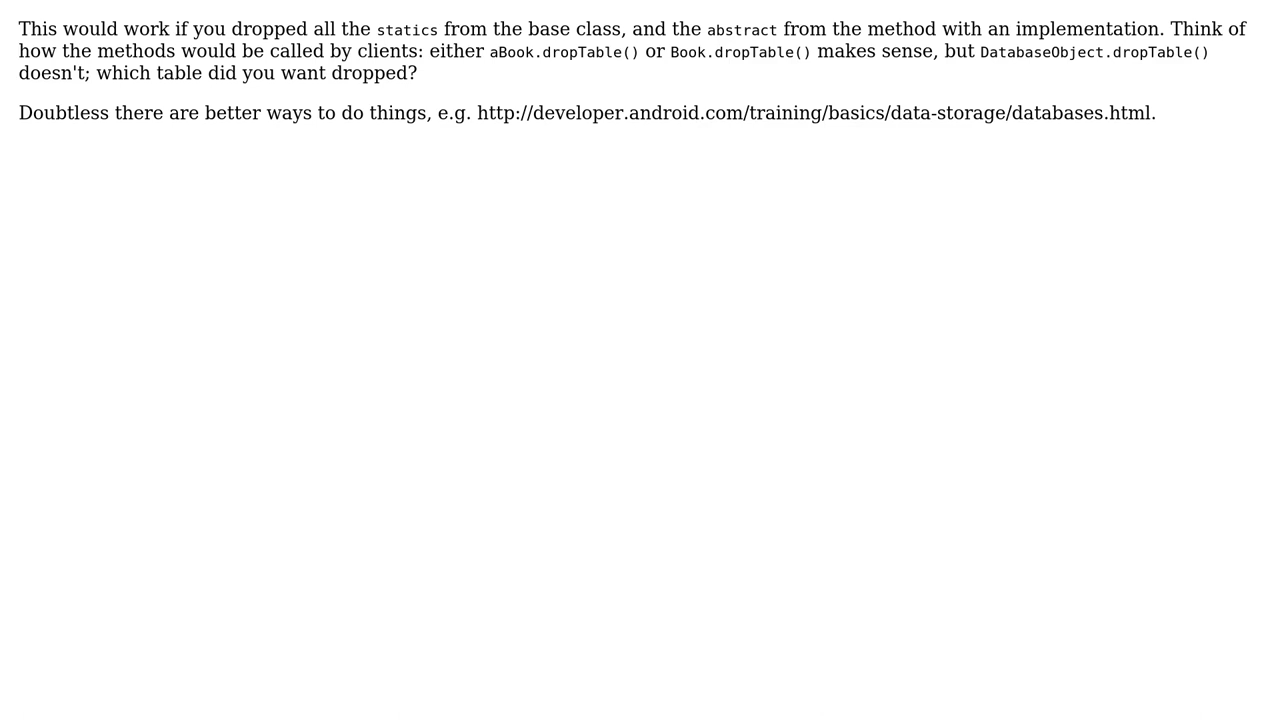 This would work if you dropped all the statics from the base class, and the abstract from the method with an implementation. Think of
how the methods would be called by clients: either aBook.dropTable() or Book.dropTable() makes sense, but DatabaseObject.dropTable()
doesn't; which table did you want dropped?
Doubtless there are better ways to do things, e.g. http://developer.android.com/training/basics/data-storage/databases.html.